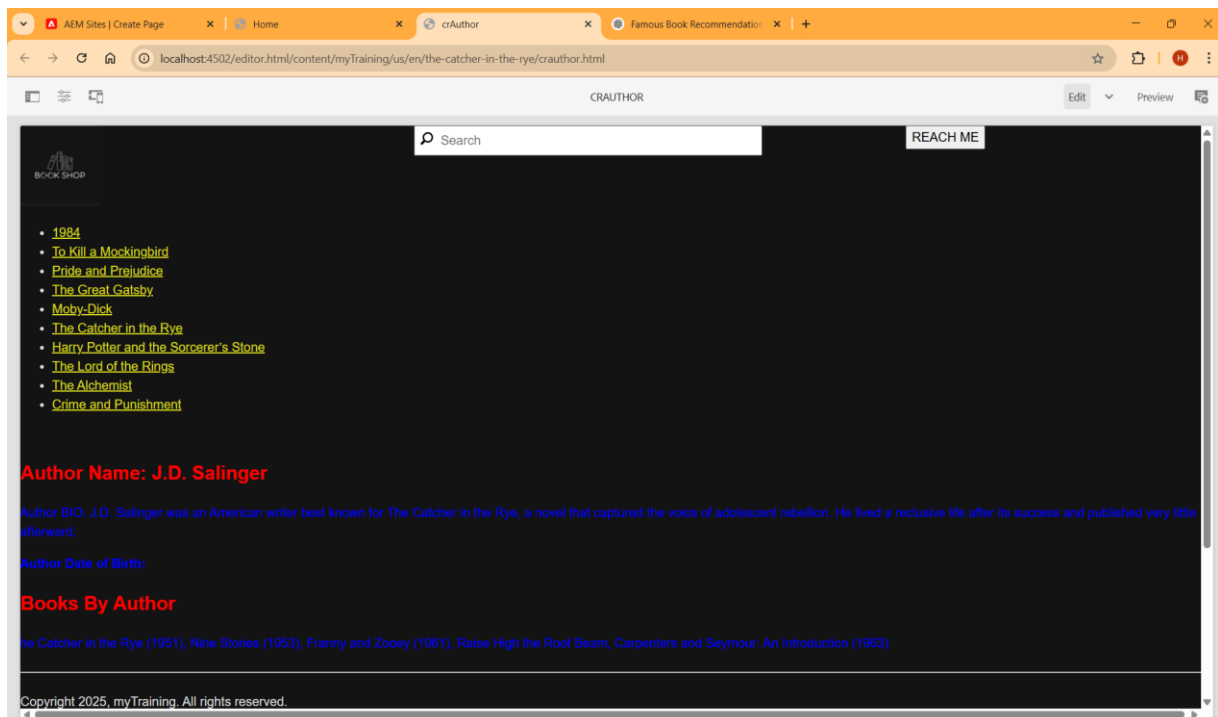 AEM Sites | Create Page
Home
crAuthor
Famous Book Recommendation
localhost:4502/editor.html/content/myTraining/us/en/the-catcher-in-the-rye/crauthor.html
H
CRAUTHOR
Edit
Preview
BOOK SHOP
Search
REACH ME
1984
To Kill a Mockingbird
Pride and Prejudice
The Great Gatsby
Moby-Dick
The Catcher in the Rye
Harry Potter and the Sorcerer's Stone
The Lord of the Rings
The Alchemist
Crime and Punishment
Author Name: J.D. Salinger
Author BIO: J.D. Salinger was an American writer best known for The Catcher in the Rye, a novel that captured the voice of adolescent rebellion. He lived a reclusive life after its success and published very little
afterward.
Author Date of Birth:
Books By Author
he Catcher in the Rye (1951), Nine Stories (1953), Franny and Zooey (1961), Raise High the Roof Beam, Carpenters and Seymour: An Introduction (1963)
Copyright 2025, myTraining. All rights reserved.